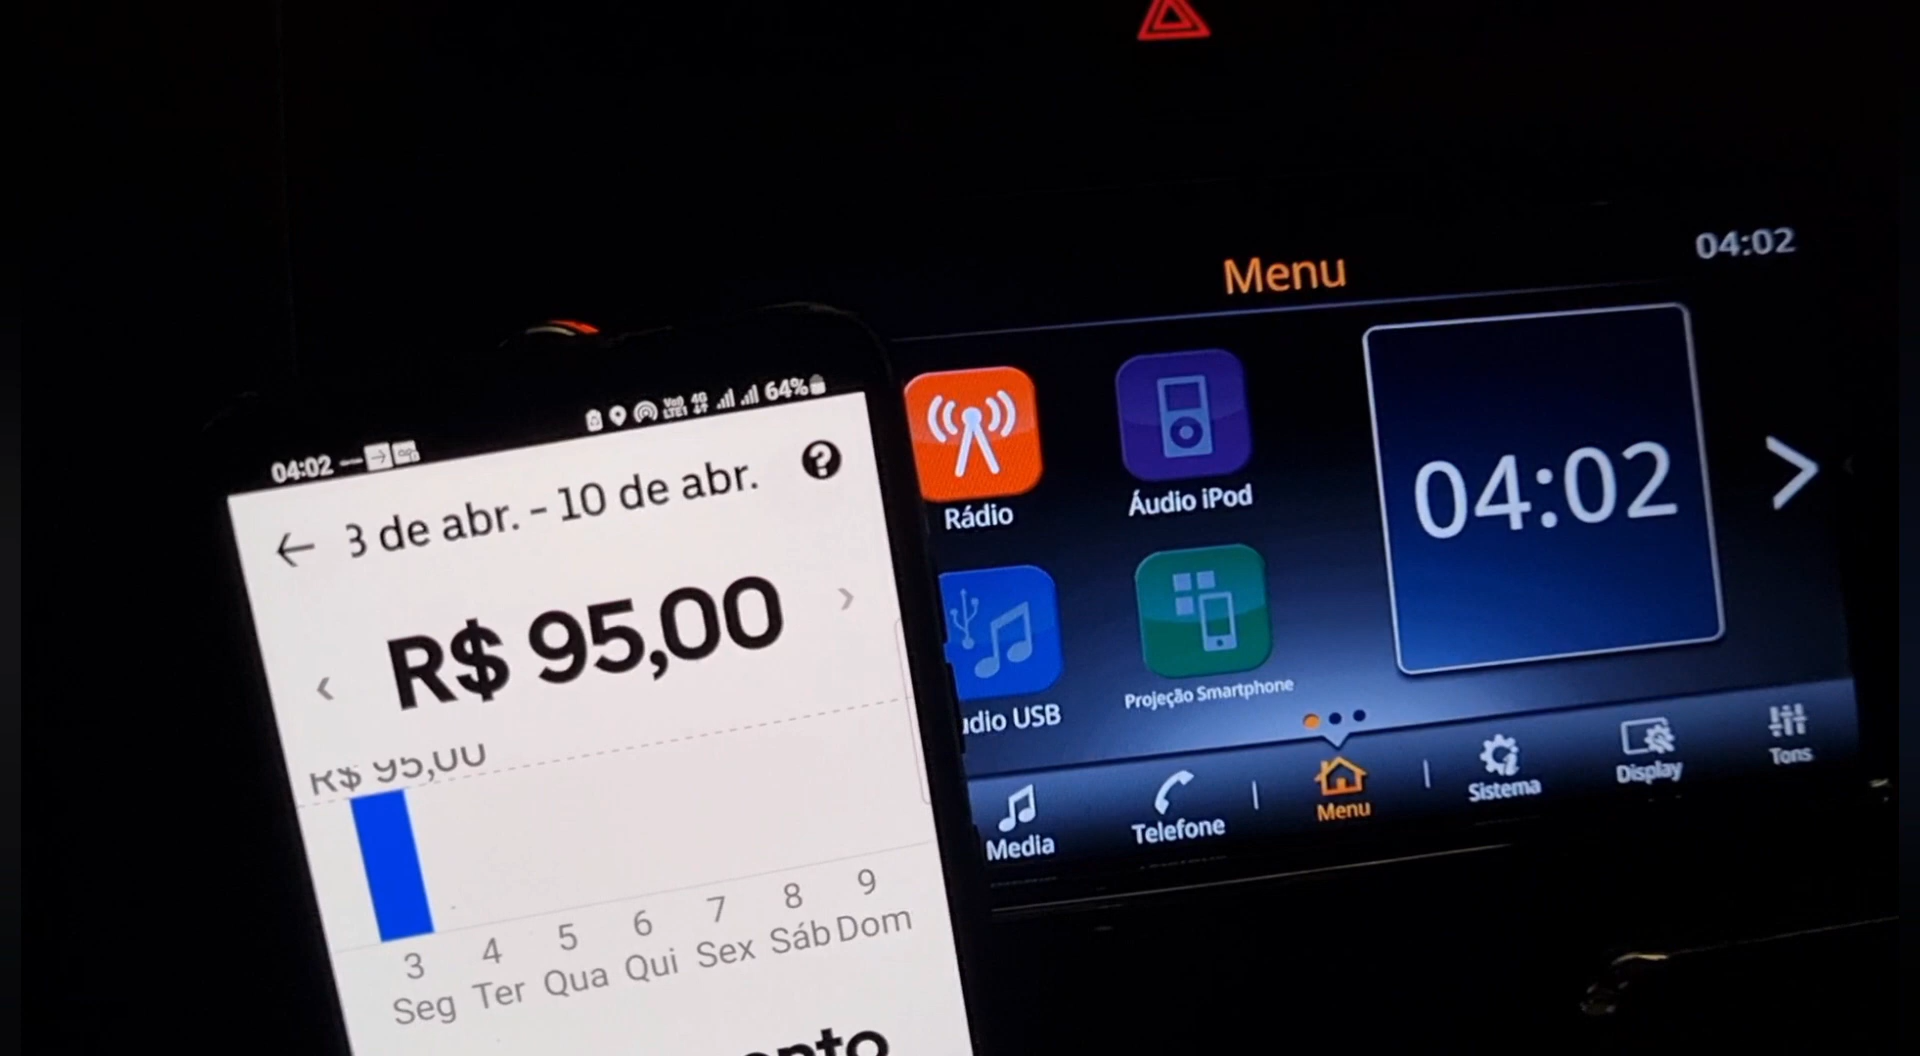 04:02
64%
3 de abr. - 10 de abr.
R$ 95,00
R$ 95,00
3 4 5 6 7 8 9
Seg Ter Qua Qui Sex Sáb Dom
Menu
04:02
Rádio
Áudio iPod
04:02
udio USB
Projeção Smartphone
Media
Telefone
Menu
Sistema
Display
Tons